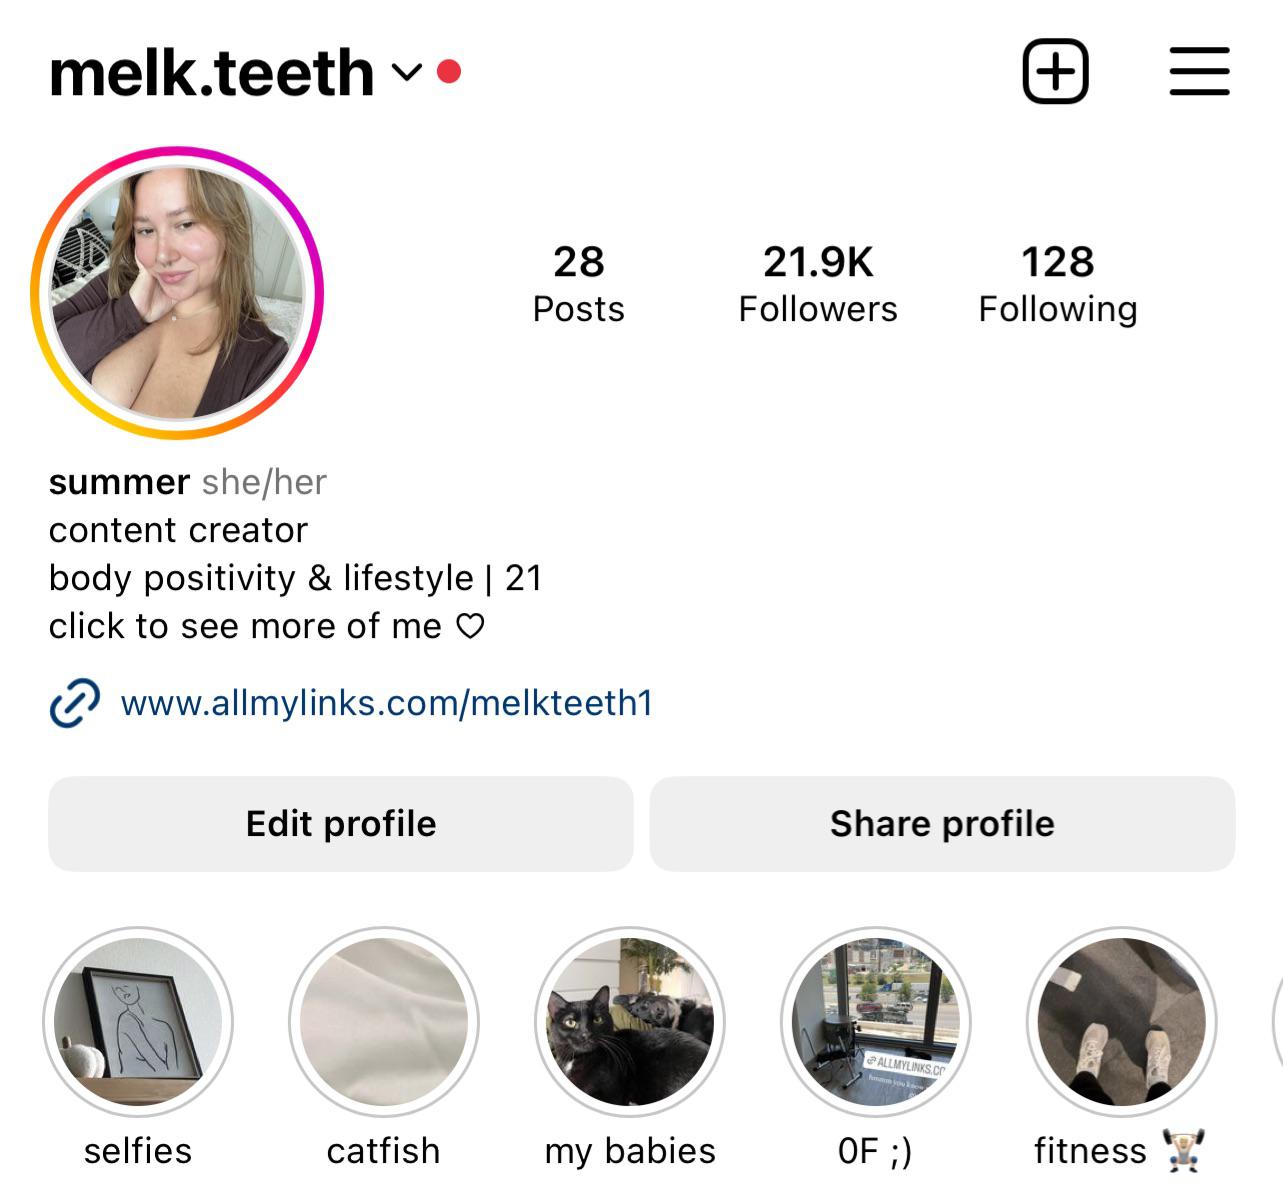 melk.teeth
28
Posts
21.9K
Followers
128
Following
summer she/her
content creator
body positivity & lifestyle | 21
click to see more of me ♡
www.allmylinks.com/melkteeth1
Edit profile
Share profile
ALLMYLINKS.CO
selfies
catfish
my babies
0F ;)
fitness 🏋🏼